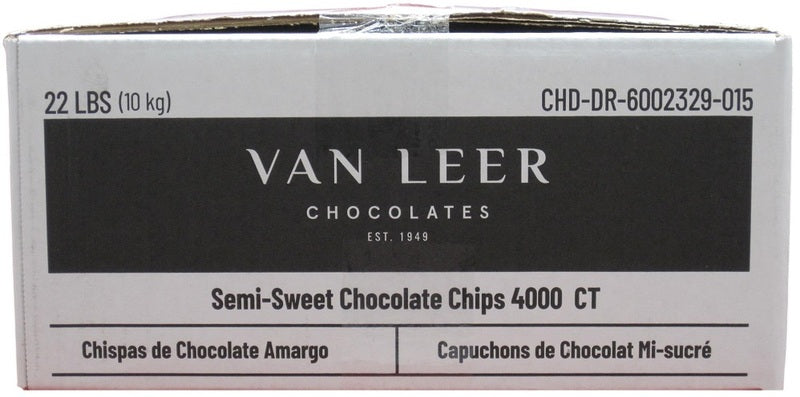 22 LBS (10 kg) CHD-DR-6002329-015
VAN LEER
CHOCOLATES
EST. 1949
Semi-Sweet Chocolate Chips 4000 CT
Chispas de Chocolate Amargo Capuchons de Chocolat Mi-sucré